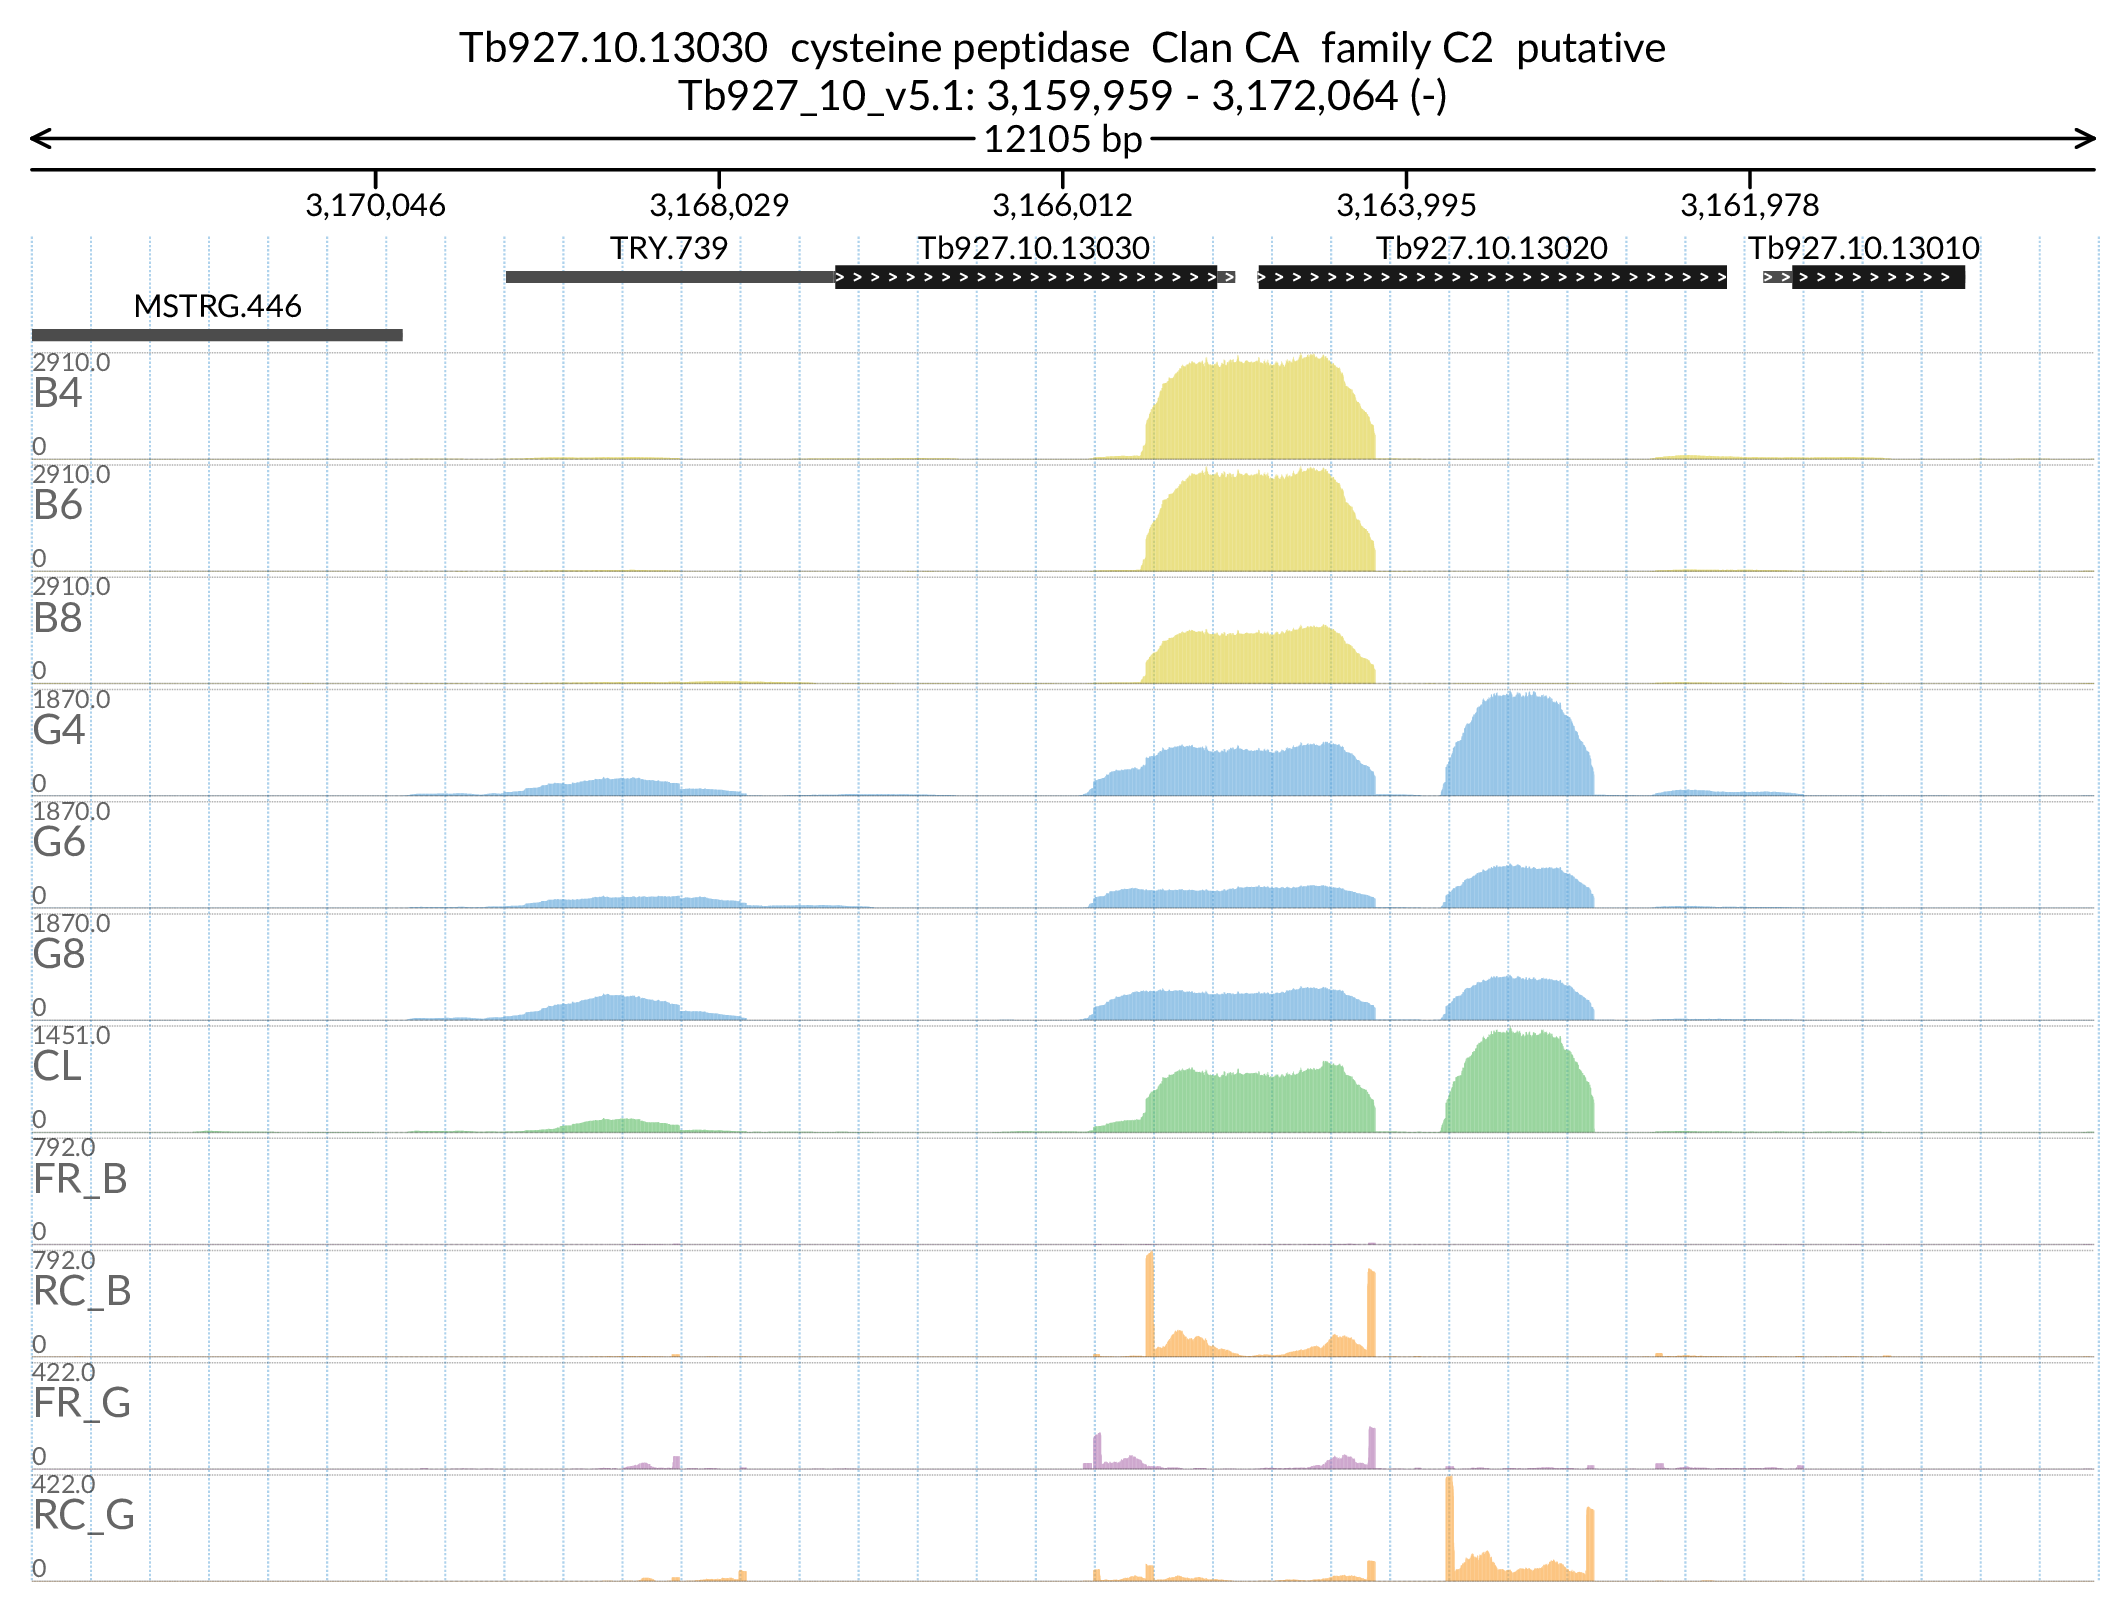 Tb927.10.13030 cysteine peptidase Clan CA family C2 putative
Tb927_10_v5.1: 3,159,959 - 3,172,064 (-)
12105 bp
3,170,046 3,168,029 3,166,012 3,163,995 3,161,978
TRY.739 Tb927.10.13030 Tb927.10.13020 Tb927.10.13010
MSTRG.446
2910.0
B4
0
2910.0
B6
0
2910.0
B8
0
1870.0
G4
0
1870.0
G6
0
1870.0
G8
0
1451.0
CL
0
792.0
FR_B
0
792.0
RC_B
0
422.0
FR_G
0
422.0
RC_G
0